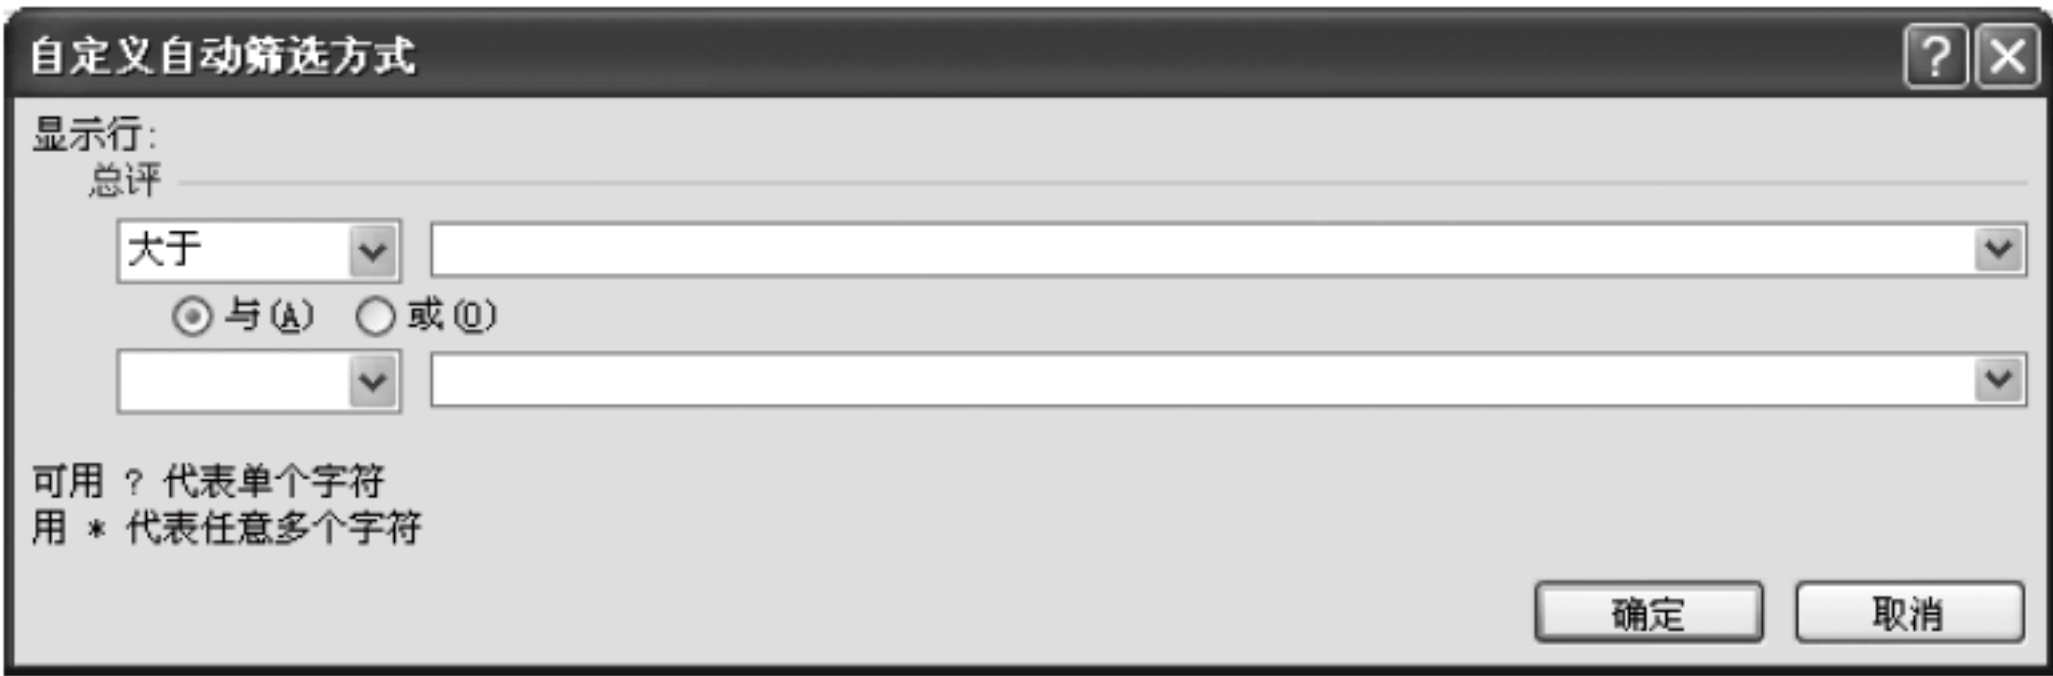 自定义自动筛选方式
显示行:
总评
大于
与(A) 或(O)
可用 ? 代表单个字符
用 * 代表任意多个字符
确定 取消